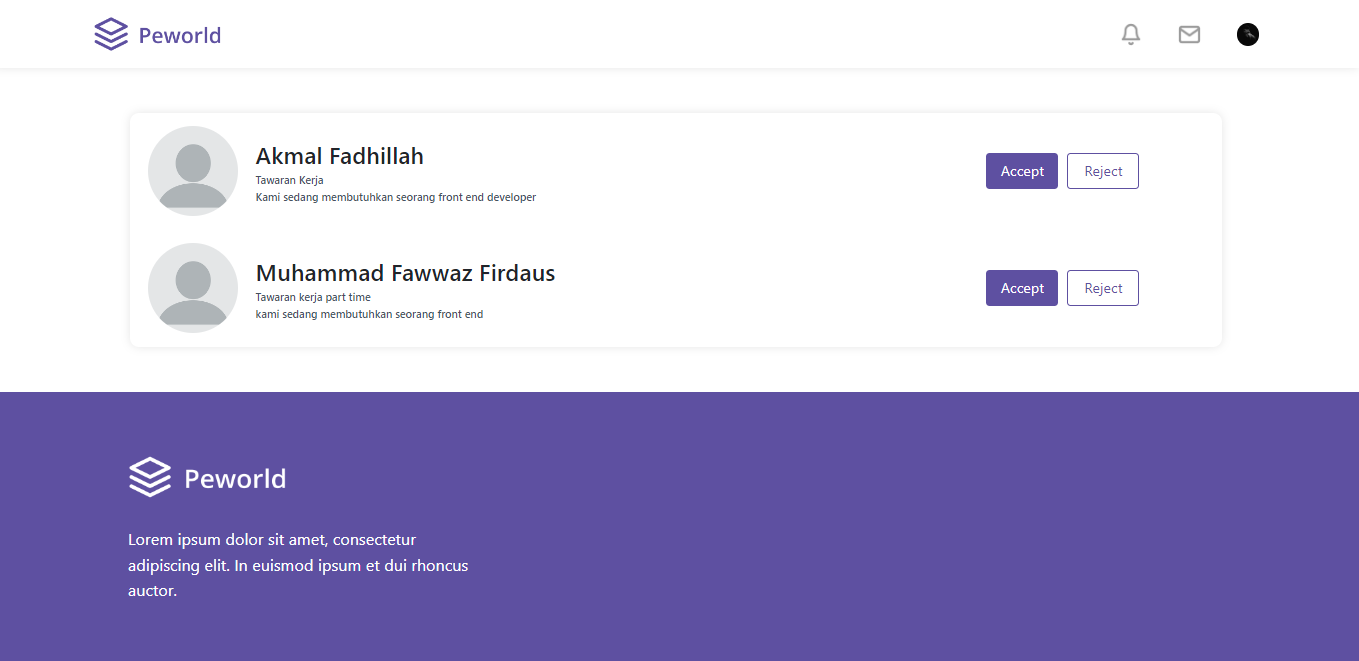 Peworld
Akmal Fadhillah
Tawaran Kerja
Kami sedang membutuhkan seorang front end developer
Accept
Reject
Muhammad Fawwaz Firdaus
Tawaran kerja part time
kami sedang membutuhkan seorang front end
Accept
Reject
Peworld
Lorem ipsum dolor sit amet, consectetur
adipiscing elit. In euismod ipsum et dui rhoncus
auctor.